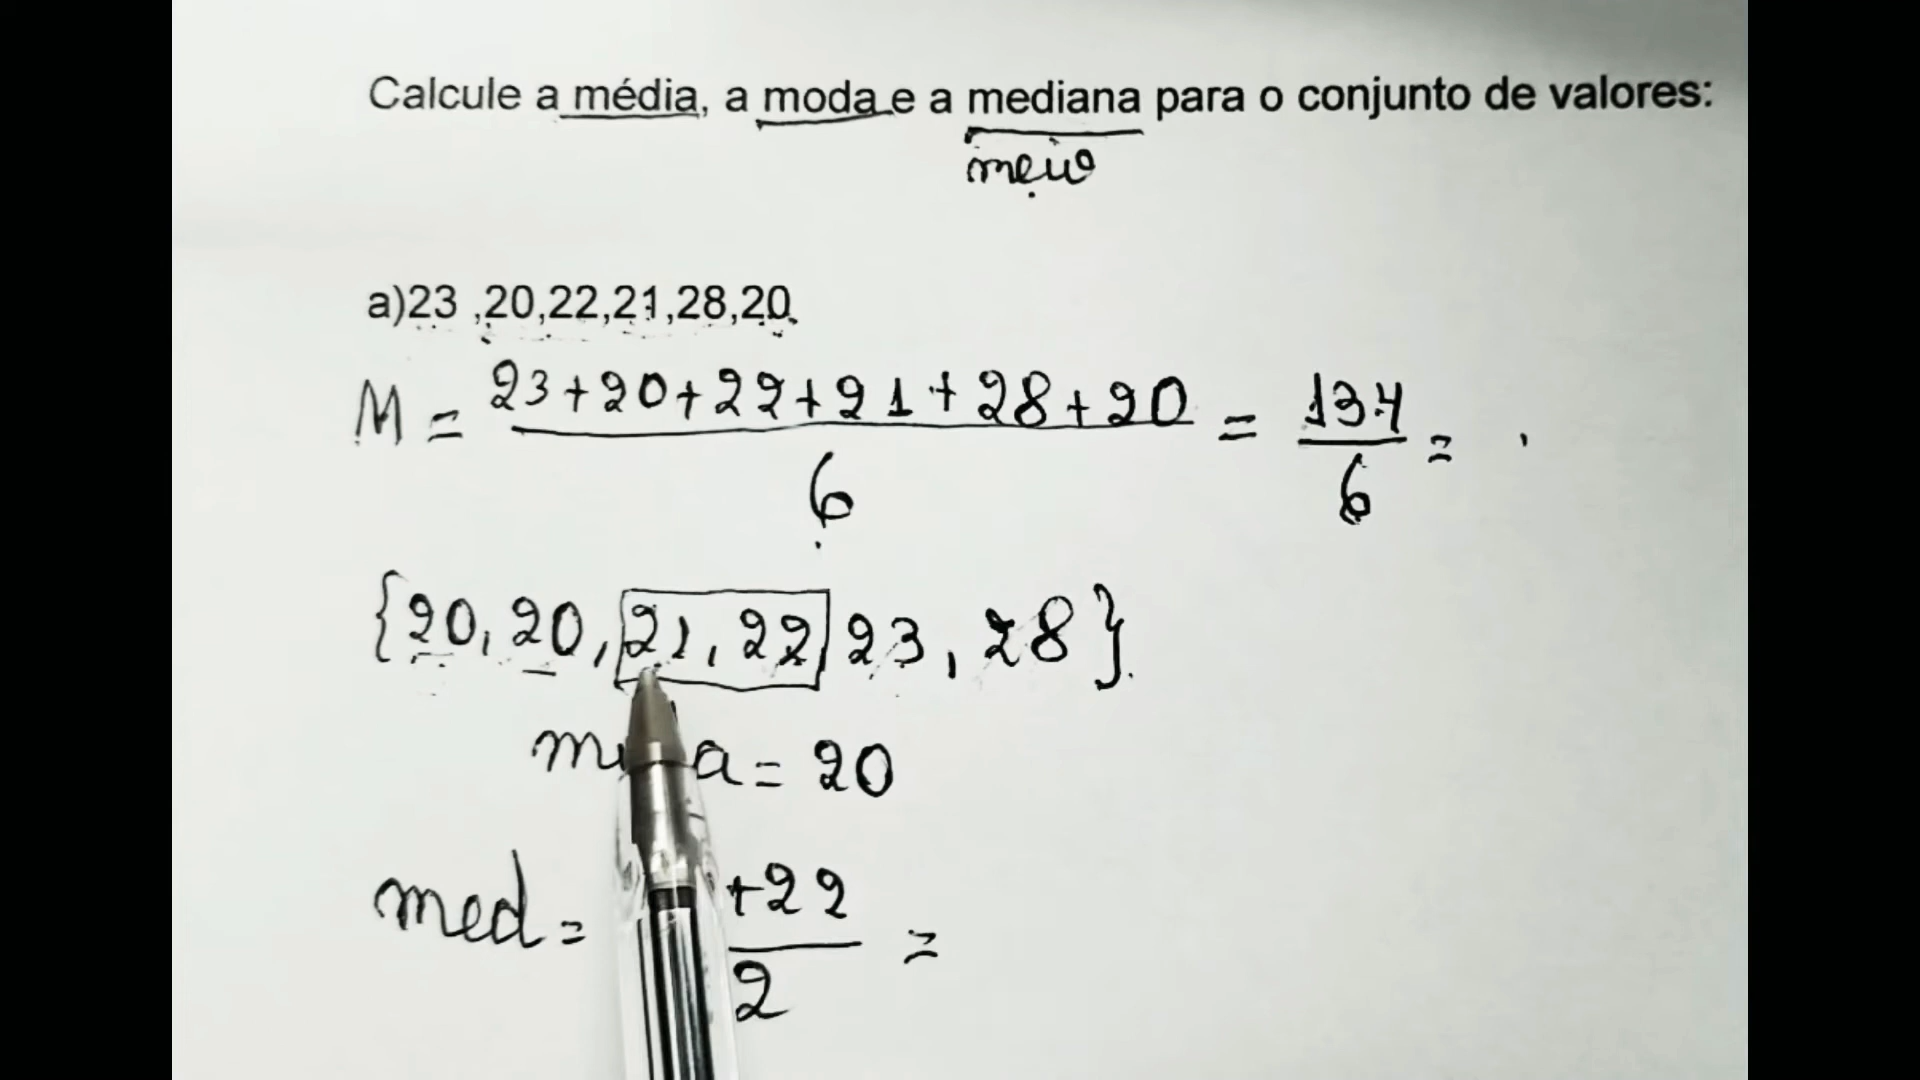 Calcule a média, a moda e a mediana para o conjunto de valores:
meio
a)23 ,20,22,21,28,20.
M = 23+20+22+21+28+20 = 134 =
6 6
{20, 20, 21, 22, 23, 28}
= 20
med = +22 =
2